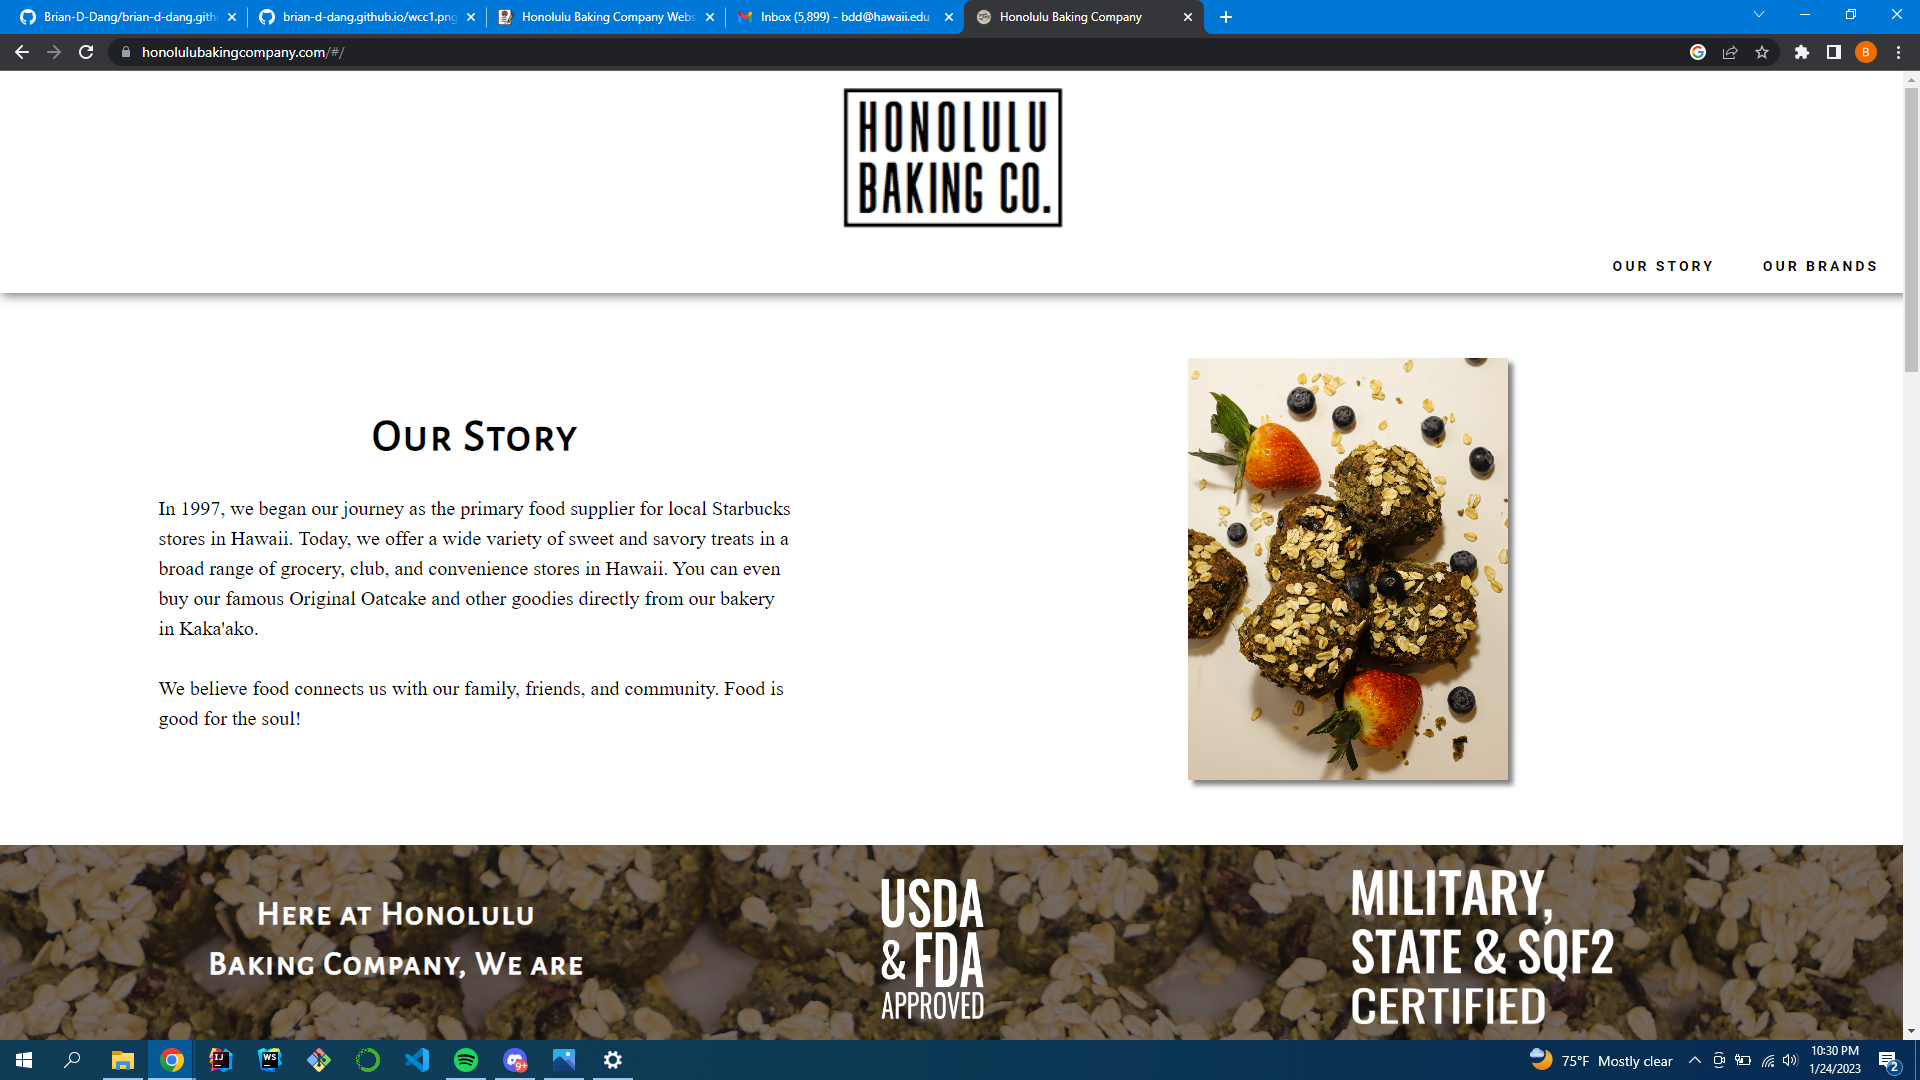 Brian-D-Dang/brian-d-dang.gith
brian-d-dang.github.io/wcc1.png
Honolulu Baking Company Webs
Inbox (5,899) - bdd@hawaii.edu
Honolulu Baking Company
honolulubakingcompany.com/#/
B
HONOLULU
BAKING CO.
OUR STORY
OUR BRANDS
OUR STORY
In 1997, we began our journey as the primary food supplier for local Starbucks
stores in Hawaii. Today, we offer a wide variety of sweet and savory treats in a
broad range of grocery, club, and convenience stores in Hawaii. You can even
buy our famous Original Oatcake and other goodies directly from our bakery
in Kaka'ako.
We believe food connects us with our family, friends, and community. Food is
good for the soul!
HERE AT HONOLULU
BAKING COMPANY, WE ARE
USDA
& FDA
APPROVED
MILITARY,
STATE & SQF2
CERTIFIED
IJ
WS
9+
75°F Mostly clear
10:30 PM
1/24/2023
2